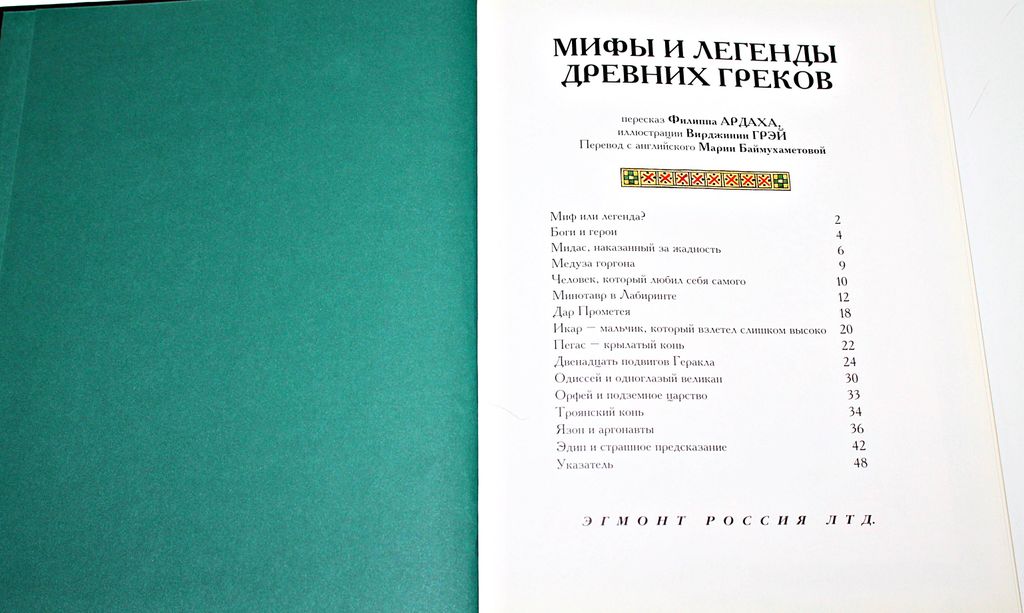 МИФЫ И ЛЕГЕНДЫ
ДРЕВНИХ ГРЕКОВ
пересказ Филиппа АРДАХА,
иллюстрации Вирджинии ГРЭЙ
Перевод с английского Марии Баймухаметовой
Миф или легенда? 2
Боги и герои 4
Мидас, наказанный за жадность 6
Медуза горгона 9
Человек, который любил себя самого 10
Минотавр в Лабиринте 12
Дар Прометея 18
Икар — мальчик, который взлетел слишком высоко 20
Пегас — крылатый конь 22
Двенадцать подвигов Геракла 24
Одиссей и одноглазый великан 30
Орфей и подземное царство 33
Троянский конь 34
Язон и аргонавты 36
Эдип и страшное предсказание 42
Указатель 48
ЭГМОНТ РОССИЯ ЛТД.